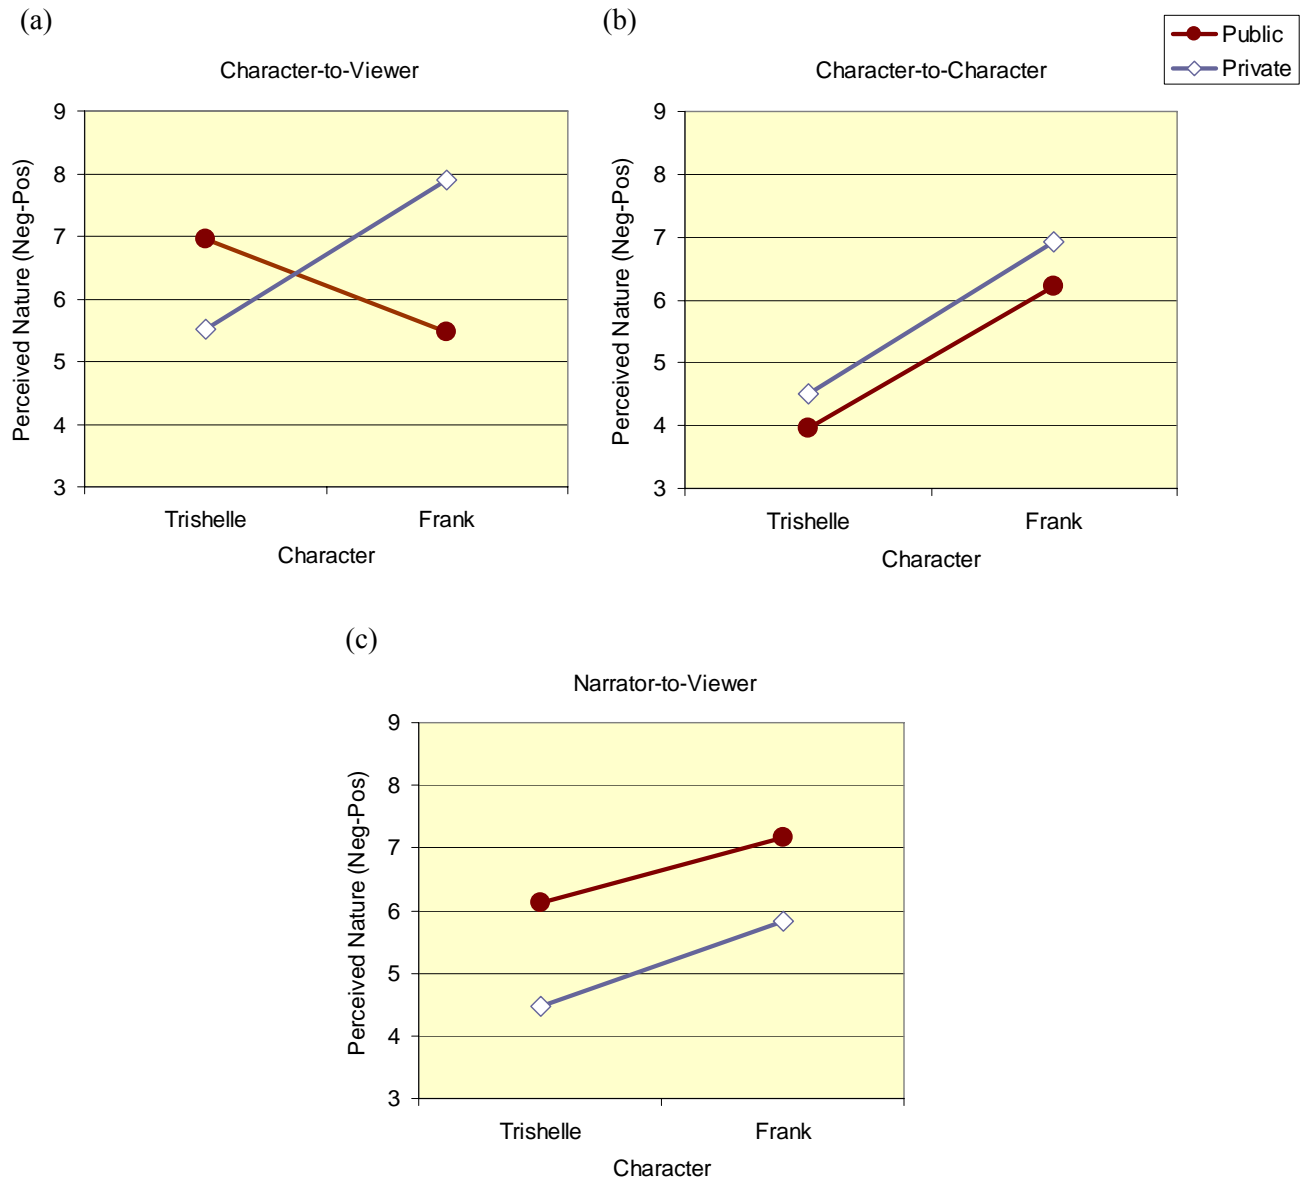 (a)
(b)
Public
Private
Character-to-Viewer
9
8
7
6
5
4
3
Perceived Nature (Neg-Pos)
Trishelle
Frank
Character
Character-to-Character
9
8
7
6
5
4
3
Perceived Nature (Neg-Pos)
Trishelle
Frank
Character
(c)
Narrator-to-Viewer
9
8
7
6
5
4
3
Perceived Nature (Neg-Pos)
Trishelle
Frank
Character